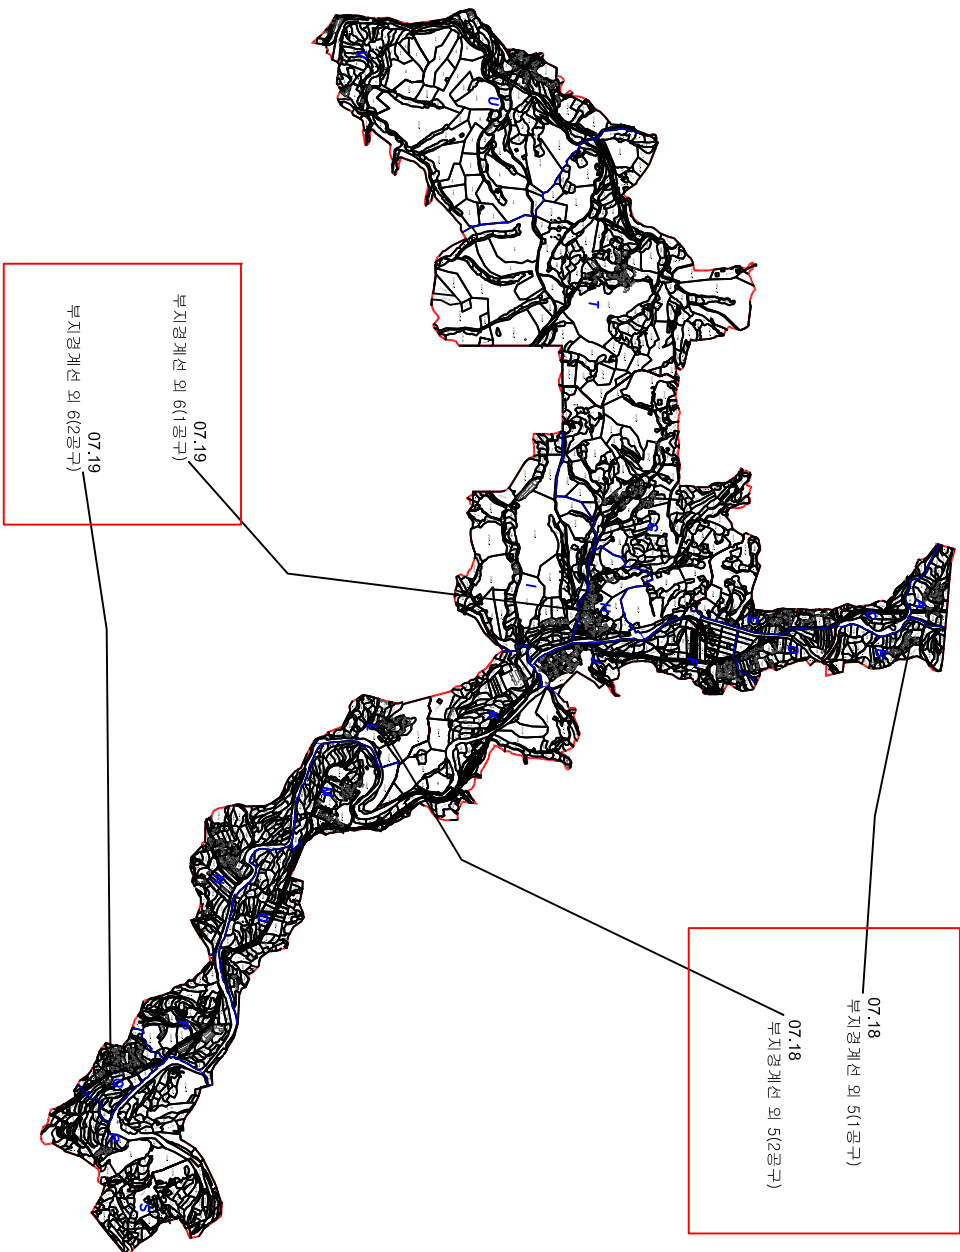 07.18
부지경계선 외 5(1공구)
07.18
부지경계선 외 5(2공구)
07.19
부지경계선 외 6(1공구)
07.19
부지경계선 외 6(2공구)
A
B
C
D
E
F
G
H
I
J
K
L
M
N
O
P
Q
R
S
T
U
V